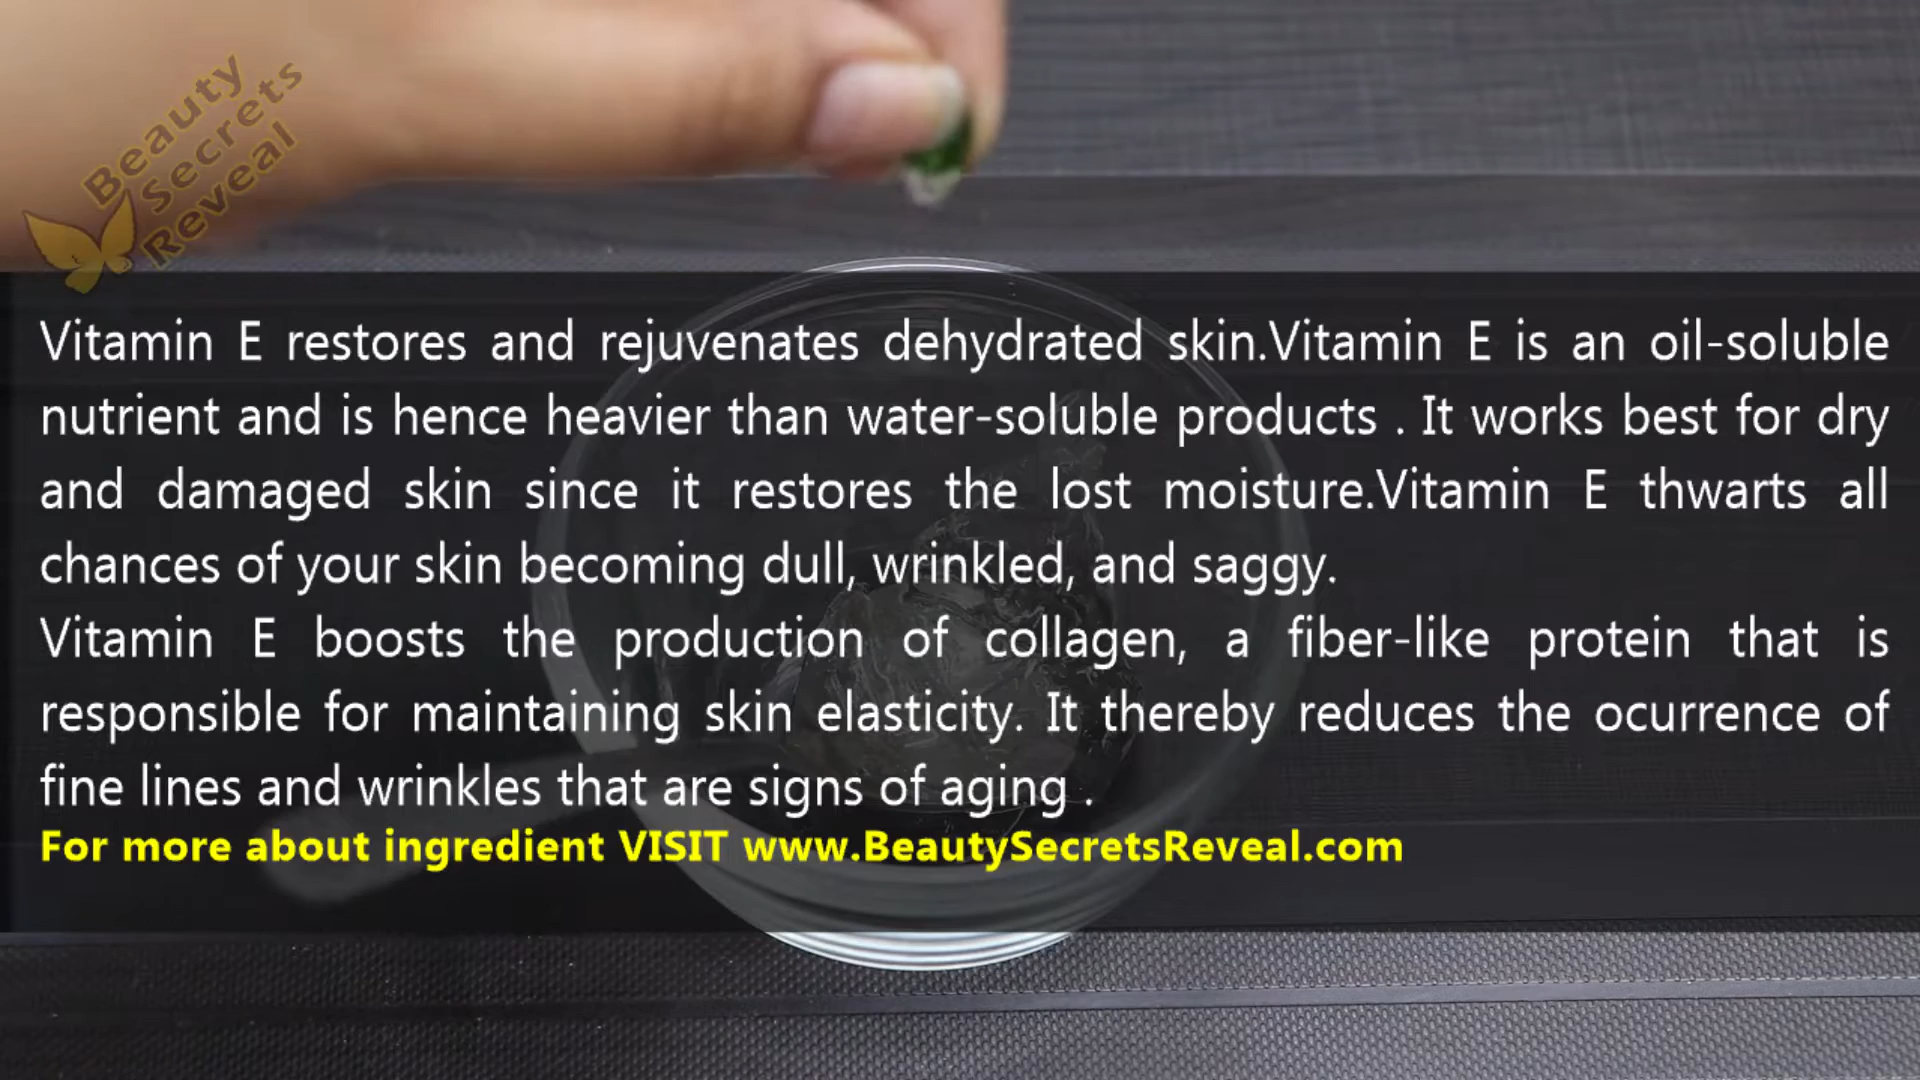 Beauty
Secrets
Reveal
Vitamin E restores and rejuvenates dehydrated skin.Vitamin E is an oil-soluble
nutrient and is hence heavier than water-soluble products . It works best for dry
and damaged skin since it restores the lost moisture.Vitamin E thwarts all
chances of your skin becoming dull, wrinkled, and saggy.
Vitamin E boosts the production of collagen, a fiber-like protein that is
responsible for maintaining skin elasticity. It thereby reduces the ocurrence of
fine lines and wrinkles that are signs of aging .
For more about ingredient VISIT www.BeautySecretsReveal.com